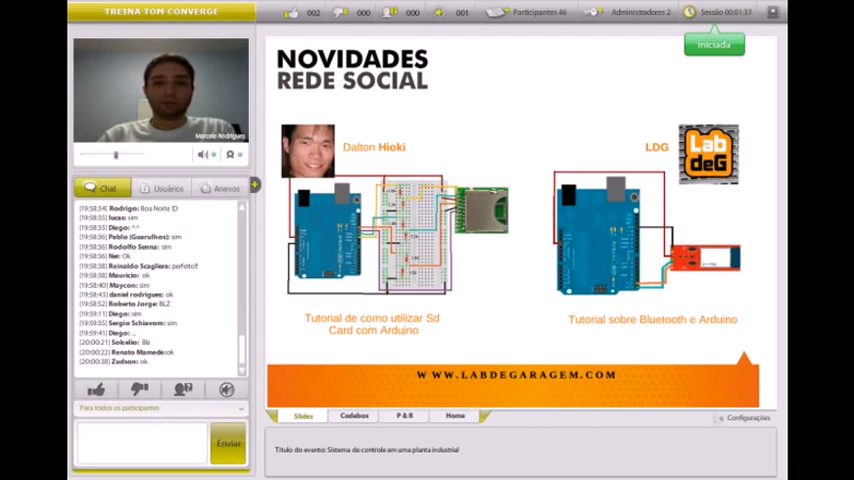 TREINA TOM CONVERGE
002
000
000
001
Participantes 46
Administradores 2
Sessão 00:01:37
Iniciada
Marcelo Rodrigues
NOVIDADES
REDE SOCIAL
Dalton Hioki
LDG
Lab
deG
Tutorial de como utilizar Sd
Card com Arduino
Tutorial sobre Bluetooth e Arduino
WWW.LABDEGARAGEM.COM
Chat
Usuários
Anexos
[19:58:34] Rodrigo: Boa Noite :D
[19:58:35] lucas: sim
[19:58:35] Diego: ^^
[19:58:36] Pablo (Guarulhos): sim
[19:58:36] Rodolfo Senna: sim
[19:58:36] Nei: Ok
[19:58:38] Reinaldo Scagliera: perfeito!
[19:58:38] Mauricio: ok
[19:58:40] Maycon: sim
[19:58:43] daniel rodrigues: ok
[19:58:52] Roberto Jorge: BLZ
[19:59:11] Diego: sim
[19:59:35] Sergio Schiavom: sim
[19:59:41] Diego: ...
[20:00:21] Solcelio: Blz
[20:00:22] Renato Mamede:ok
[20:00:38] Zudson: ok
Para todos os participantes
Enviar
Slides
Codebox
P & R
Home
Configurações
Título do evento: Sistema de controle em uma planta industrial